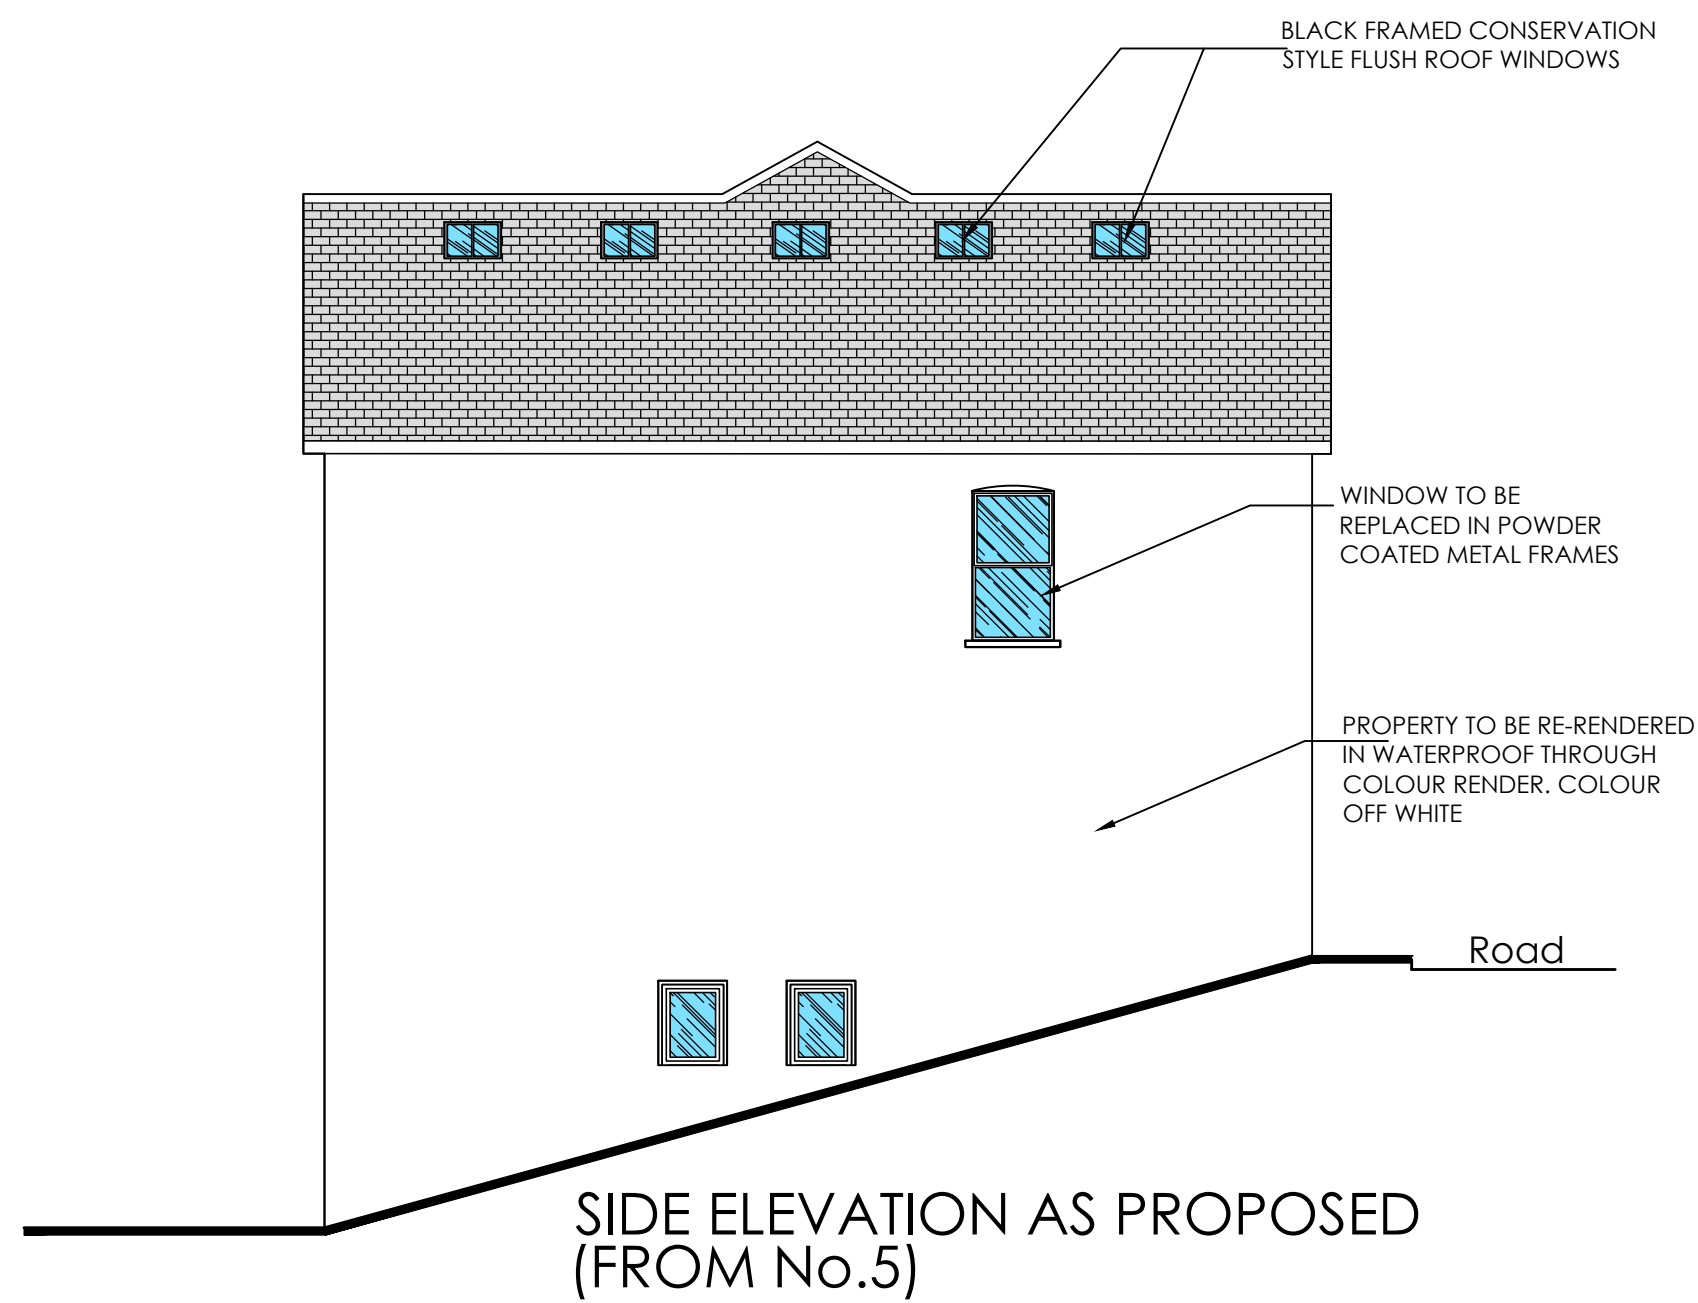 BLACK FRAMED CONSERVATION
STYLE FLUSH ROOF WINDOWS
WINDOW TO BE
REPLACED IN POWDER
COATED METAL FRAMES
PROPERTY TO BE RE-RENDERED
IN WATERPROOF THROUGH
COLOUR RENDER. COLOUR
OFF WHITE
Road
SIDE ELEVATION AS PROPOSED
(FROM No.5)